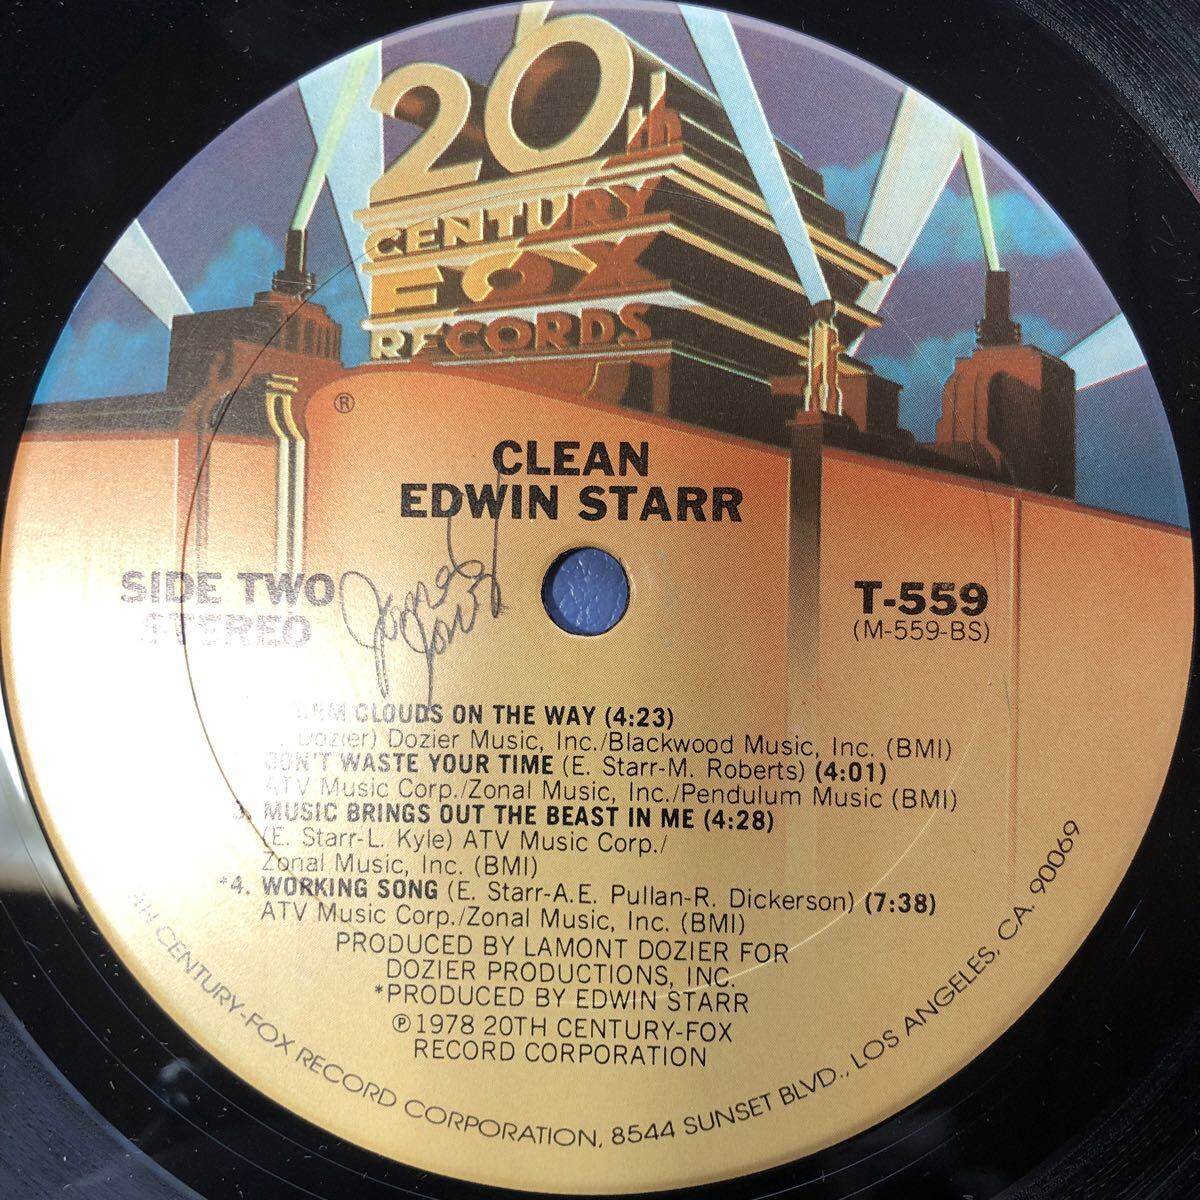 20th
CENTURY
FOX
RECORDS
®
CLEAN
EDWIN STARR
SIDE TWO
STEREO
T-559
(M-559-BS)
CLOUDS ON THE WAY (4:23)
Dozier) Dozier Music, Inc./Blackwood Music, Inc. (BMI)
DON'T WASTE YOUR TIME (E. Starr-M. Roberts) (4:01)
ATV Music Corp./Zonal Music, Inc./Pendulum Music (BMI)
3. MUSIC BRINGS OUT THE BEAST IN ME (4:28)
(E. Starr-L. Kyle) ATV Music Corp./
Zonal Music, Inc. (BMI)
*4. WORKING SONG (E. Starr-A.E. Pullan-R. Dickerson) (7:38)
ATV Music Corp./Zonal Music, Inc. (BMI)
PRODUCED BY LAMONT DOZIER FOR
DOZIER PRODUCTIONS, INC.
*PRODUCED BY EDWIN STARR
℗ 1978 20TH CENTURY-FOX
RECORD CORPORATION
CENTURY-FOX RECORD CORPORATION, 8544 SUNSET BLVD., LOS ANGELES, CA. 90069